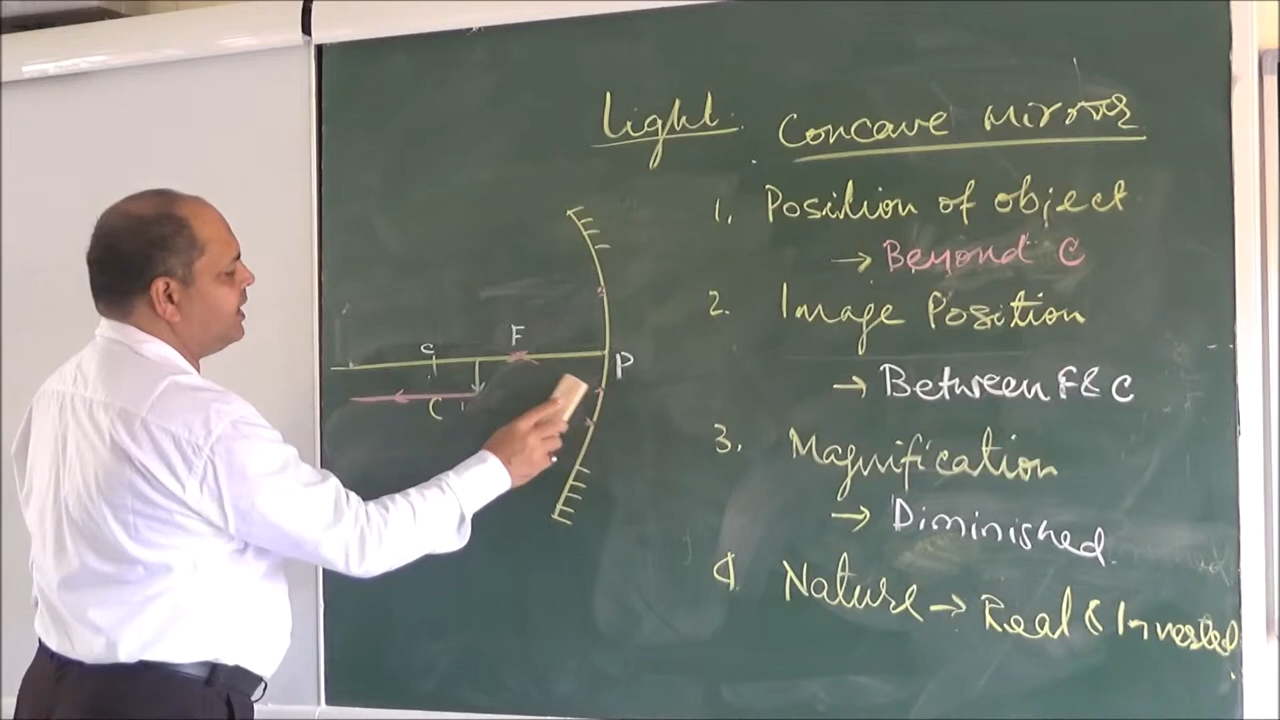 Light. Concave Mirror
1. Position of object
→ Beyond C
2. Image Position
→ Between F & C
3. Magnification
→ Diminished
4 Nature → Real & Inverted
F
C
P
C